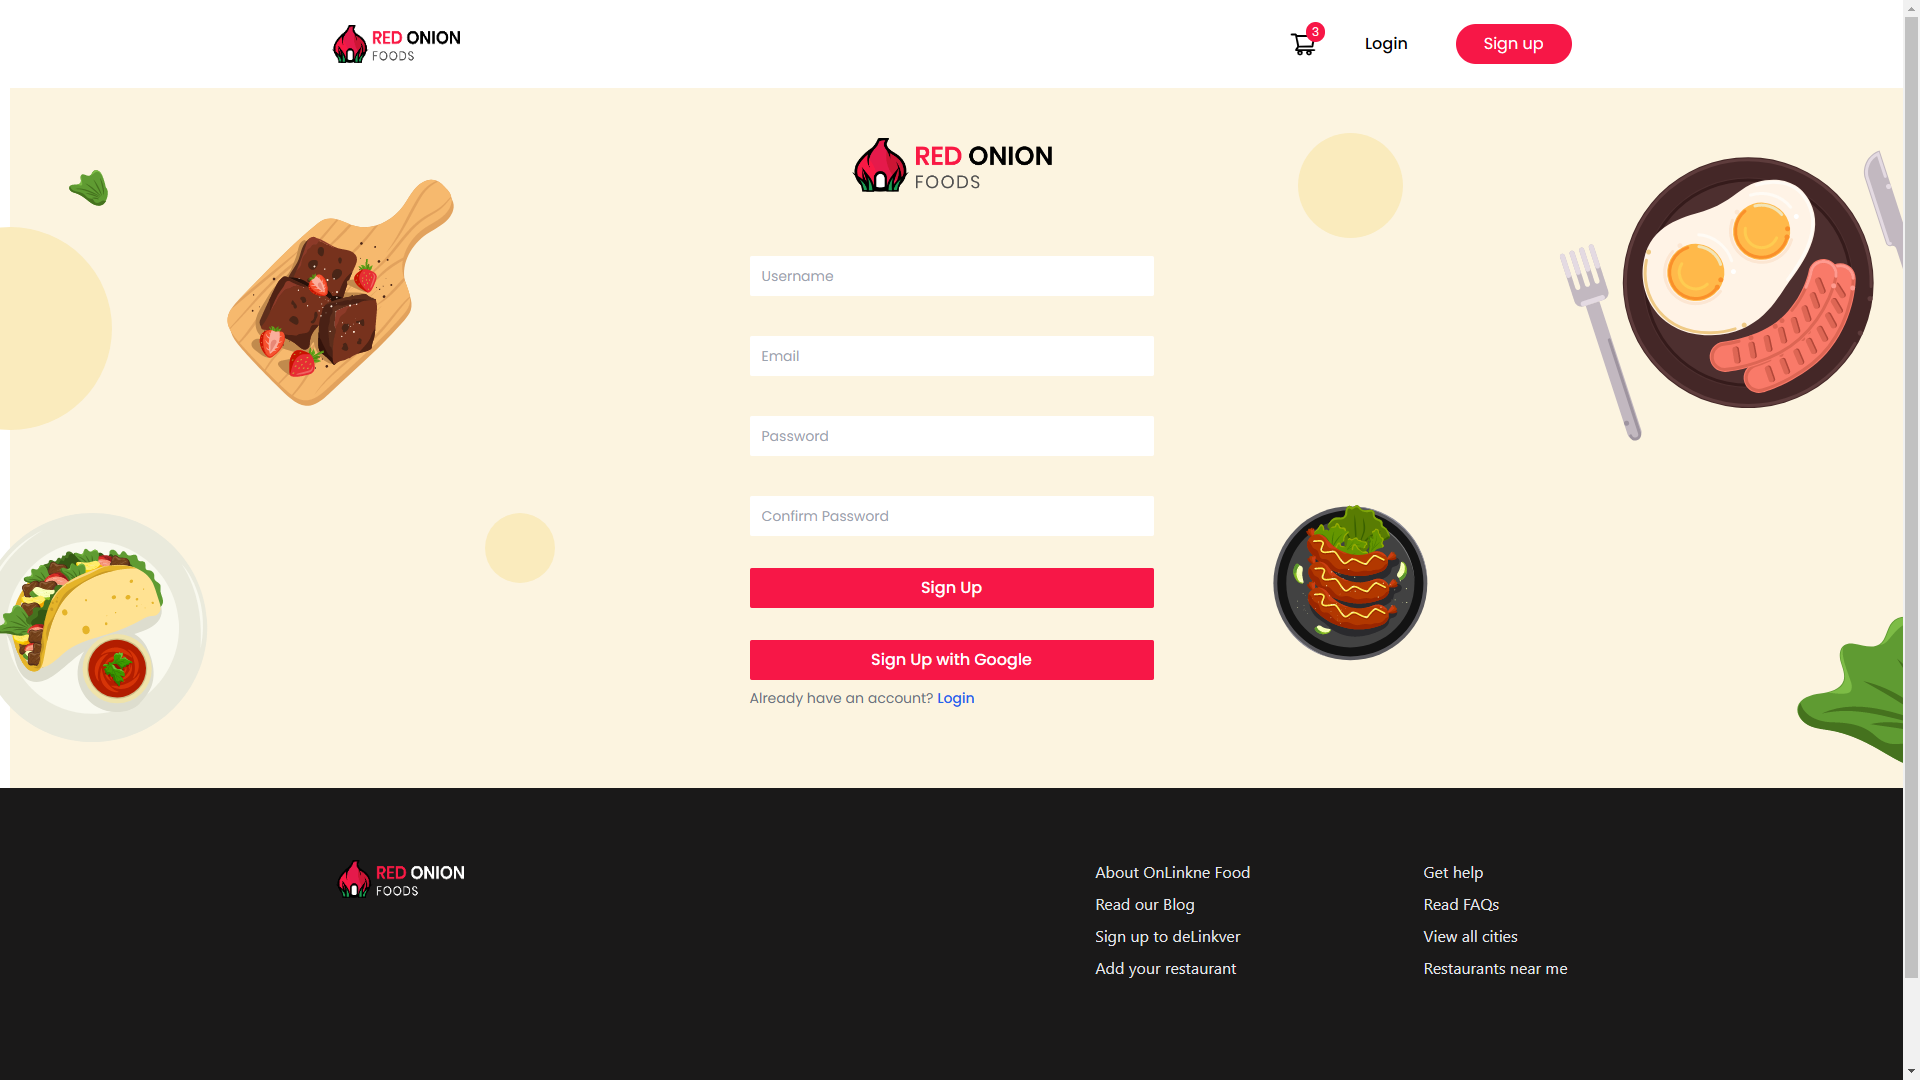 RED ONION
FOODS
3
Login
Sign up
RED ONION
FOODS
Username
Email
Password
Confirm Password
Sign Up
Sign Up with Google
Already have an account? Login
RED ONION
FOODS
About OnLinkne Food
Read our Blog
Sign up to deLinkver
Add your restaurant
Get help
Read FAQs
View all cities
Restaurants near me